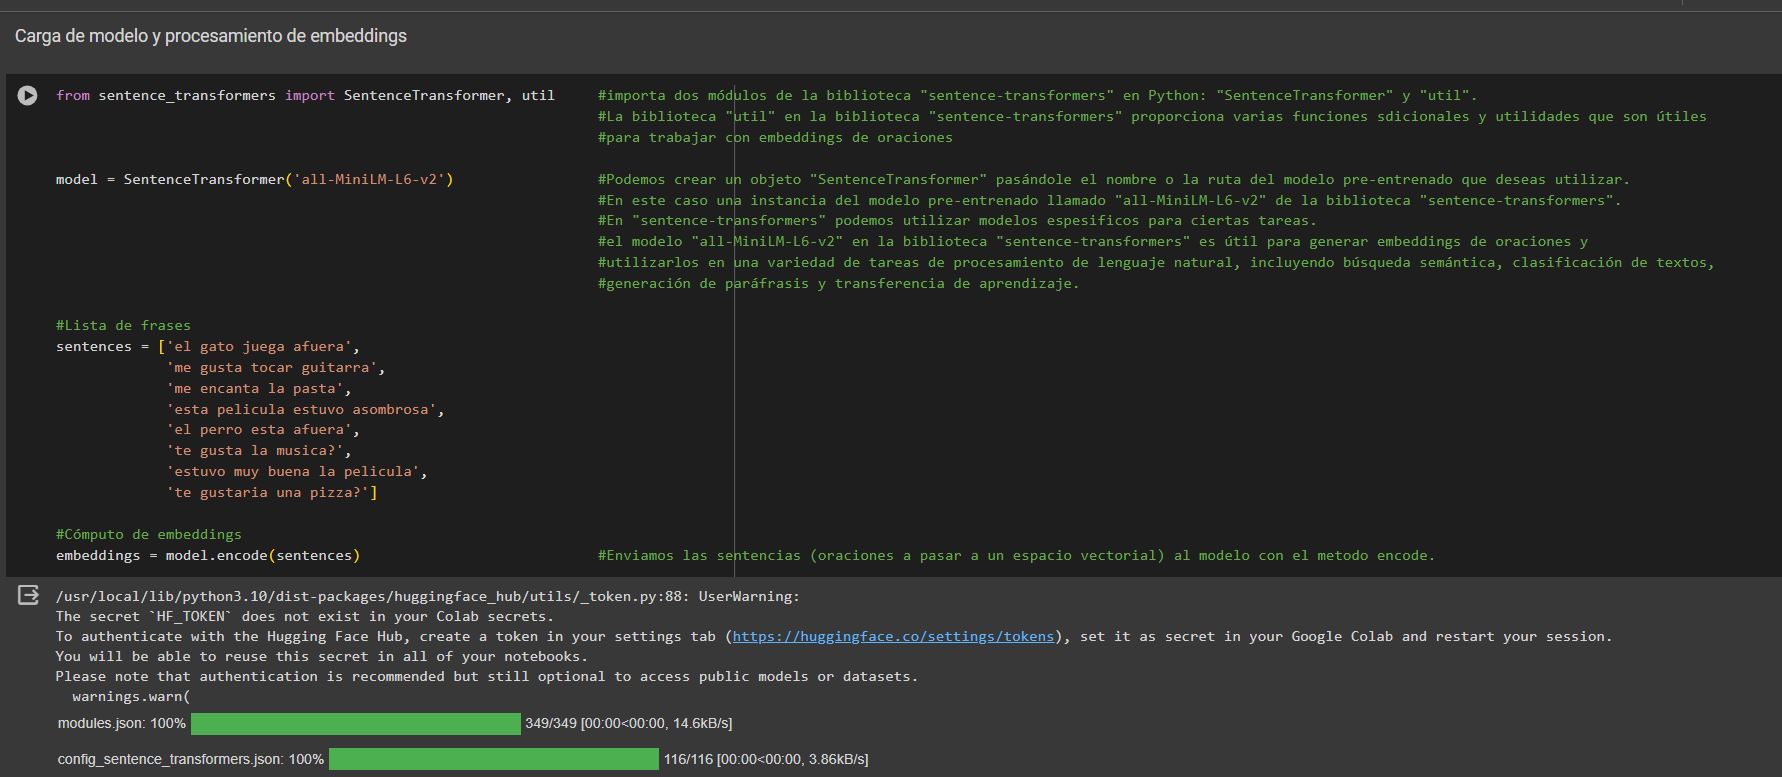 Carga de modelo y procesamiento de embeddings
from sentence_transformers import SentenceTransformer, util #importa dos módulos de la biblioteca "sentence-transformers" en Python: "SentenceTransformer" y "util".
#La biblioteca "util" en la biblioteca "sentence-transformers" proporciona varias funciones sdicionales y utilidades que son útiles
#para trabajar con embeddings de oraciones
model = SentenceTransformer('all-MiniLM-L6-v2') #Podemos crear un objeto "SentenceTransformer" pasándole el nombre o la ruta del modelo pre-entrenado que deseas utilizar.
#En este caso una instancia del modelo pre-entrenado llamado "all-MiniLM-L6-v2" de la biblioteca "sentence-transformers".
#En "sentence-transformers" podemos utilizar modelos espesificos para ciertas tareas.
#el modelo "all-MiniLM-L6-v2" en la biblioteca "sentence-transformers" es útil para generar embeddings de oraciones y
#utilizarlos en una variedad de tareas de procesamiento de lenguaje natural, incluyendo búsqueda semántica, clasificación de textos,
#generación de paráfrasis y transferencia de aprendizaje.
#Lista de frases
sentences = ['el gato juega afuera',
'me gusta tocar guitarra',
'me encanta la pasta',
'esta pelicula estuvo asombrosa',
'el perro esta afuera',
'te gusta la musica?',
'estuvo muy buena la pelicula',
'te gustaria una pizza?']
#Cómputo de embeddings
embeddings = model.encode(sentences) #Enviamos las sentencias (oraciones a pasar a un espacio vectorial) al modelo con el metodo encode.
/usr/local/lib/python3.10/dist-packages/huggingface_hub/utils/_token.py:88: UserWarning:
The secret `HF_TOKEN` does not exist in your Colab secrets.
To authenticate with the Hugging Face Hub, create a token in your settings tab (https://huggingface.co/settings/tokens), set it as secret in your Google Colab and restart your session.
You will be able to reuse this secret in all of your notebooks.
Please note that authentication is recommended but still optional to access public models or datasets.
warnings.warn(
modules.json: 100% 349/349 [00:00<00:00, 14.6kB/s]
config_sentence_transformers.json: 100% 116/116 [00:00<00:00, 3.86kB/s]